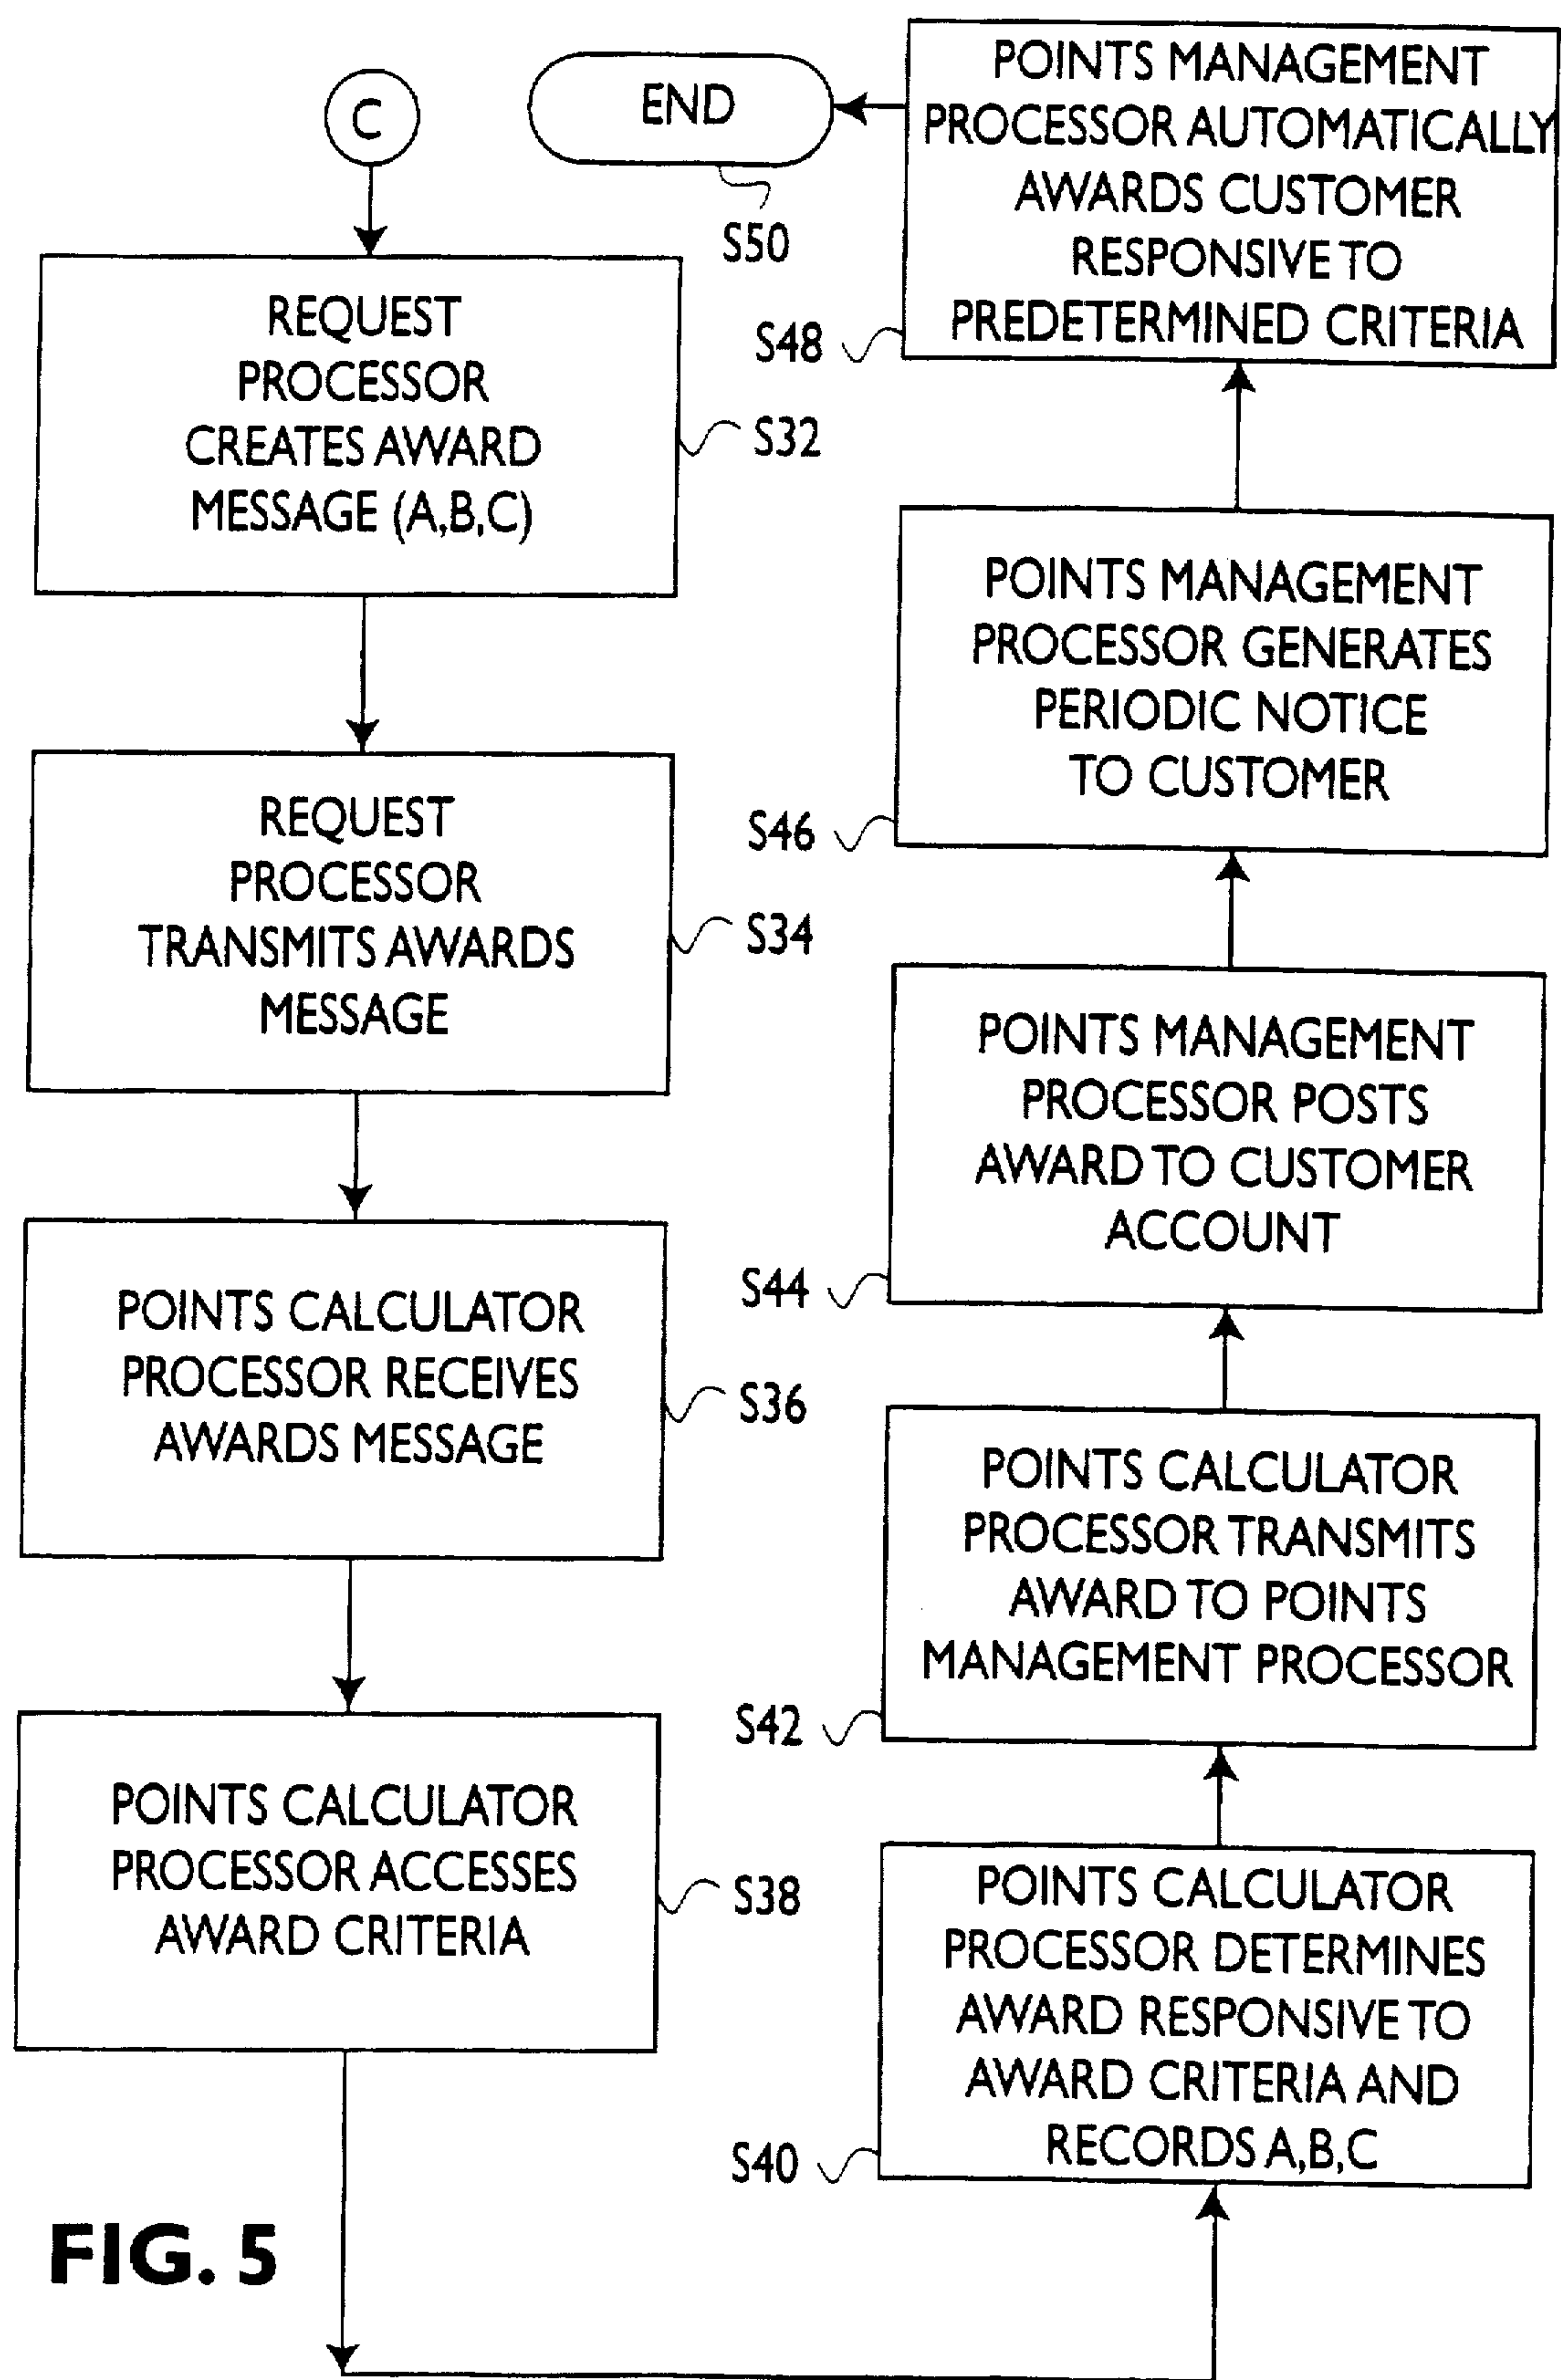 C
REQUEST
PROCESSOR
CREATES AWARD
MESSAGE (A,B,C)
S32
REQUEST
PROCESSOR
TRANSMITS AWARDS
MESSAGE
S34
POINTS CALCULATOR
PROCESSOR RECEIVES
AWARDS MESSAGE
S36
POINTS CALCULATOR
PROCESSOR ACCESSES
AWARD CRITERIA
S38
POINTS CALCULATOR
PROCESSOR DETERMINES
AWARD RESPONSIVE TO
AWARD CRITERIA AND
RECORDS A,B,C
S40
POINTS CALCULATOR
PROCESSOR TRANSMITS
AWARD TO POINTS
MANAGEMENT PROCESSOR
S42
POINTS MANAGEMENT
PROCESSOR POSTS
AWARD TO CUSTOMER
ACCOUNT
S44
POINTS MANAGEMENT
PROCESSOR GENERATES
PERIODIC NOTICE
TO CUSTOMER
S46
POINTS MANAGEMENT
PROCESSOR AUTOMATICALLY
AWARDS CUSTOMER
RESPONSIVE TO
PREDETERMINED CRITERIA
S48
END
S50
FIG. 5